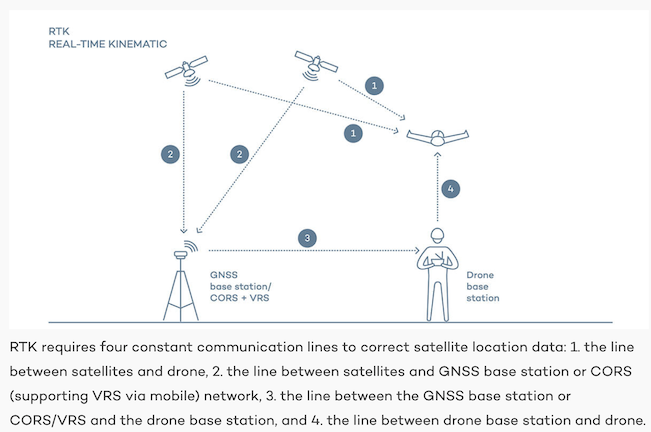 RTK
REAL-TIME KINEMATIC
1
1
2
2
4
3
GNSS
base station/
CORS + VRS
Drone
base
station
RTK requires four constant communication lines to correct satellite location data: 1. the line
between satellites and drone, 2. the line between satellites and GNSS base station or CORS
(supporting VRS via mobile) network, 3. the line between the GNSS base station or
CORS/VRS and the drone base station, and 4. the line between drone base station and drone.